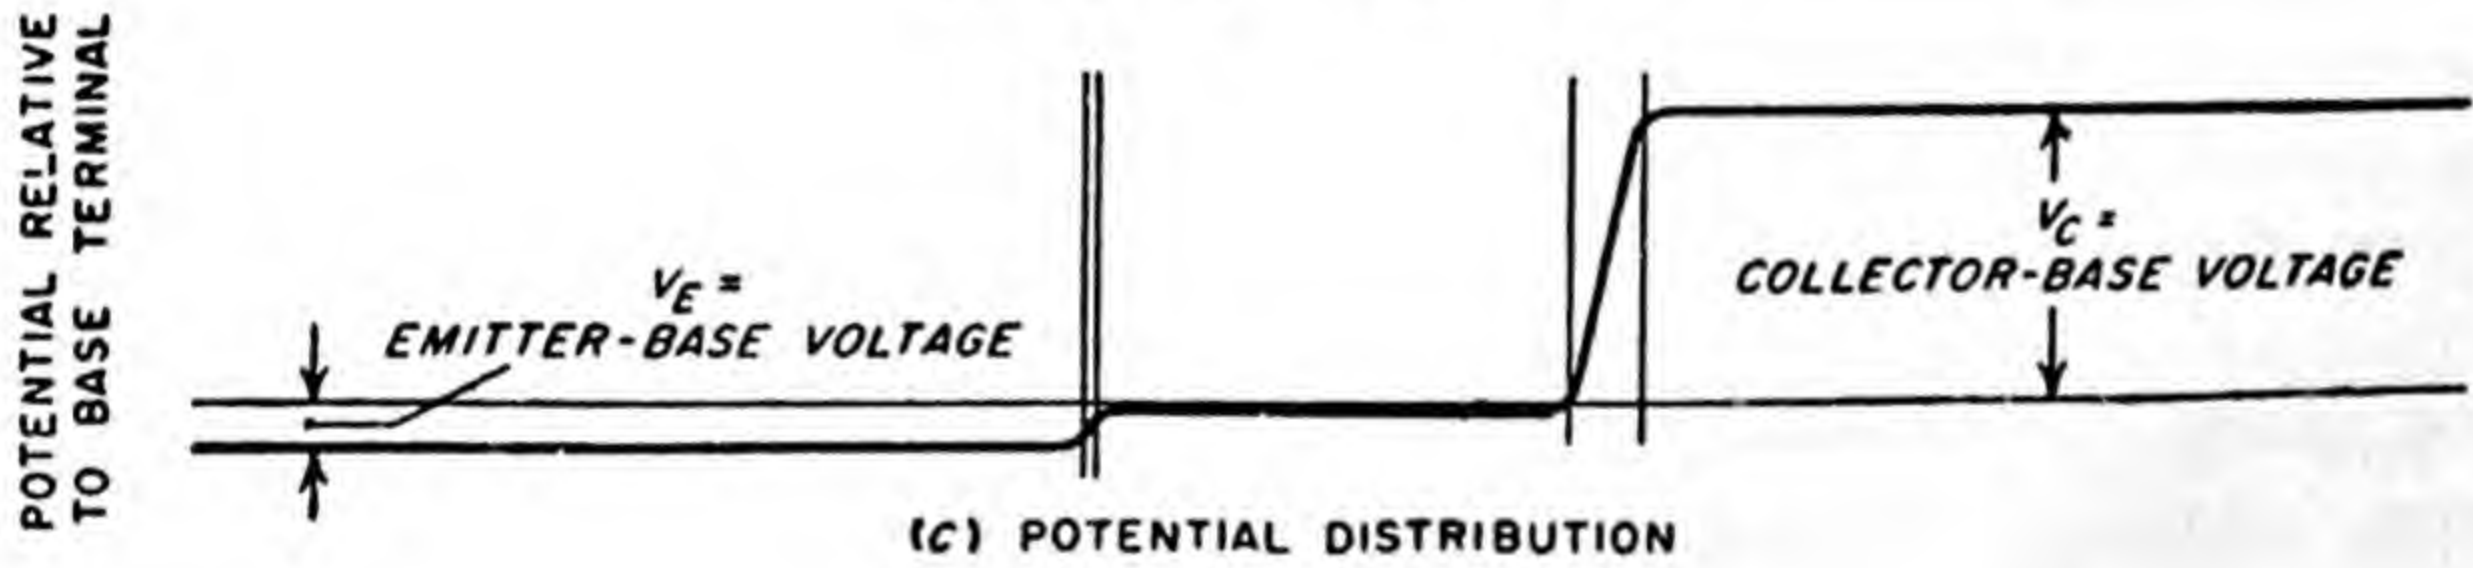 POTENTIAL RELATIVE
TO BASE TERMINAL
V_E =
EMITTER-BASE VOLTAGE
V_C =
COLLECTOR-BASE VOLTAGE
(C) POTENTIAL DISTRIBUTION